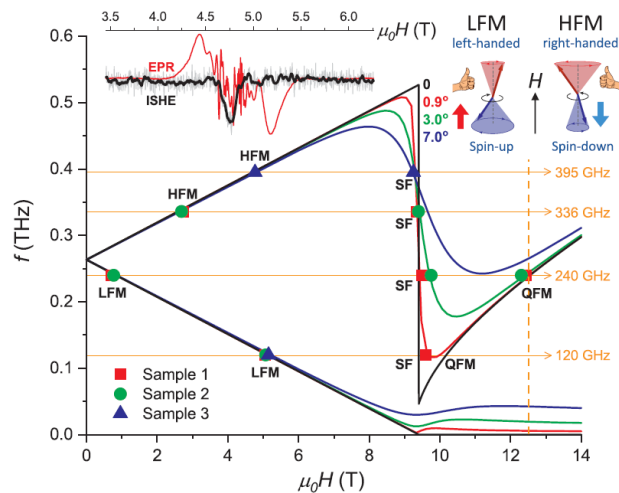 3.5 4.0 4.5 5.0 5.5 6.0 μ₀H (T)
EPR
ISHE
LFM HFM
left-handed right-handed
H
Spin-up Spin-down
0
0.9°
3.0°
7.0°
0.6
0.5
0.4
0.3
0.2
0.1
0.0
f (THz)
HFM
SF
> 395 GHz
HFM
SF
> 336 GHz
LFM
SF
QFM
> 240 GHz
LFM
SF
QFM
> 120 GHz
Sample 1
Sample 2
Sample 3
0 2 4 6 8 10 12 14
μ₀H (T)